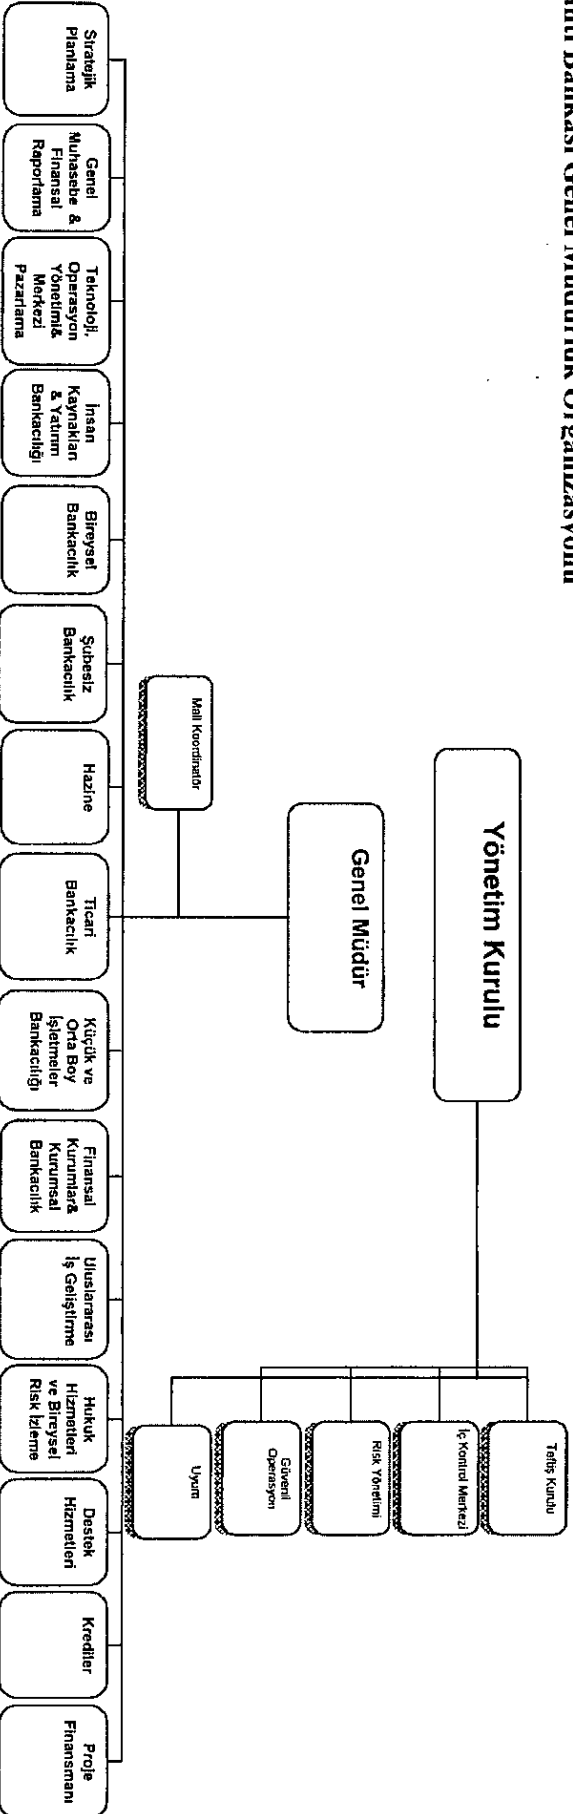 Bankası Genel Müdürlük Organizasyonu
Yönetim Kurulu
Teftiş Kurulu
İç Kontrol Merkezi
Risk Yönetimi
Güvenli
Operasyon
Uyum
Genel Müdür
Mali Koordinatör
Stratejik
Planlama
Genel
Muhasebe &
Finansal
Raporlama
Teknoloji,
Operasyon
Yönetimi&
Merkezi
Pazarlama
İnsan
Kaynakları
& Yatırım
Bankacılığı
Bireysel
Bankacılık
Şubesiz
Bankacılık
Hazine
Ticari
Bankacılık
Küçük ve
Orta Boy
İşletmeler
Bankacılığı
Finansal
Kurumlar&
Kurumsal
Bankacılık
Uluslararası
İş Geliştirme
Hukuk
Hizmetleri
ve Bireysel
Risk İzleme
Destek
Hizmetleri
Krediler
Proje
Finansmanı